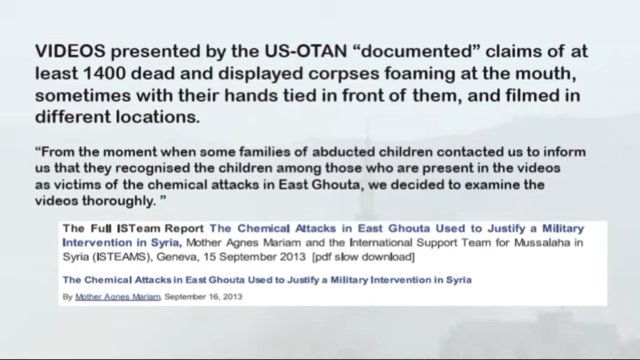 VIDEOS presented by the US-OTAN “documented” claims of at
least 1400 dead and displayed corpses foaming at the mouth,
sometimes with their hands tied in front of them, and filmed in
different locations.
“From the moment when some families of abducted children contacted us to inform
us that they recognised the children among those who are present in the videos
as victims of the chemical attacks in East Ghouta, we decided to examine the
videos thoroughly. ”
The Full ISTeam Report The Chemical Attacks in East Ghouta Used to Justify a Military
Intervention in Syria, Mother Agnes Mariam and the International Support Team for Mussalaha in
Syria (ISTEAMS), Geneva, 15 September 2013 [pdf slow download]
The Chemical Attacks in East Ghouta Used to Justify a Military Intervention in Syria
By Mother Agnes Mariam, September 16, 2013